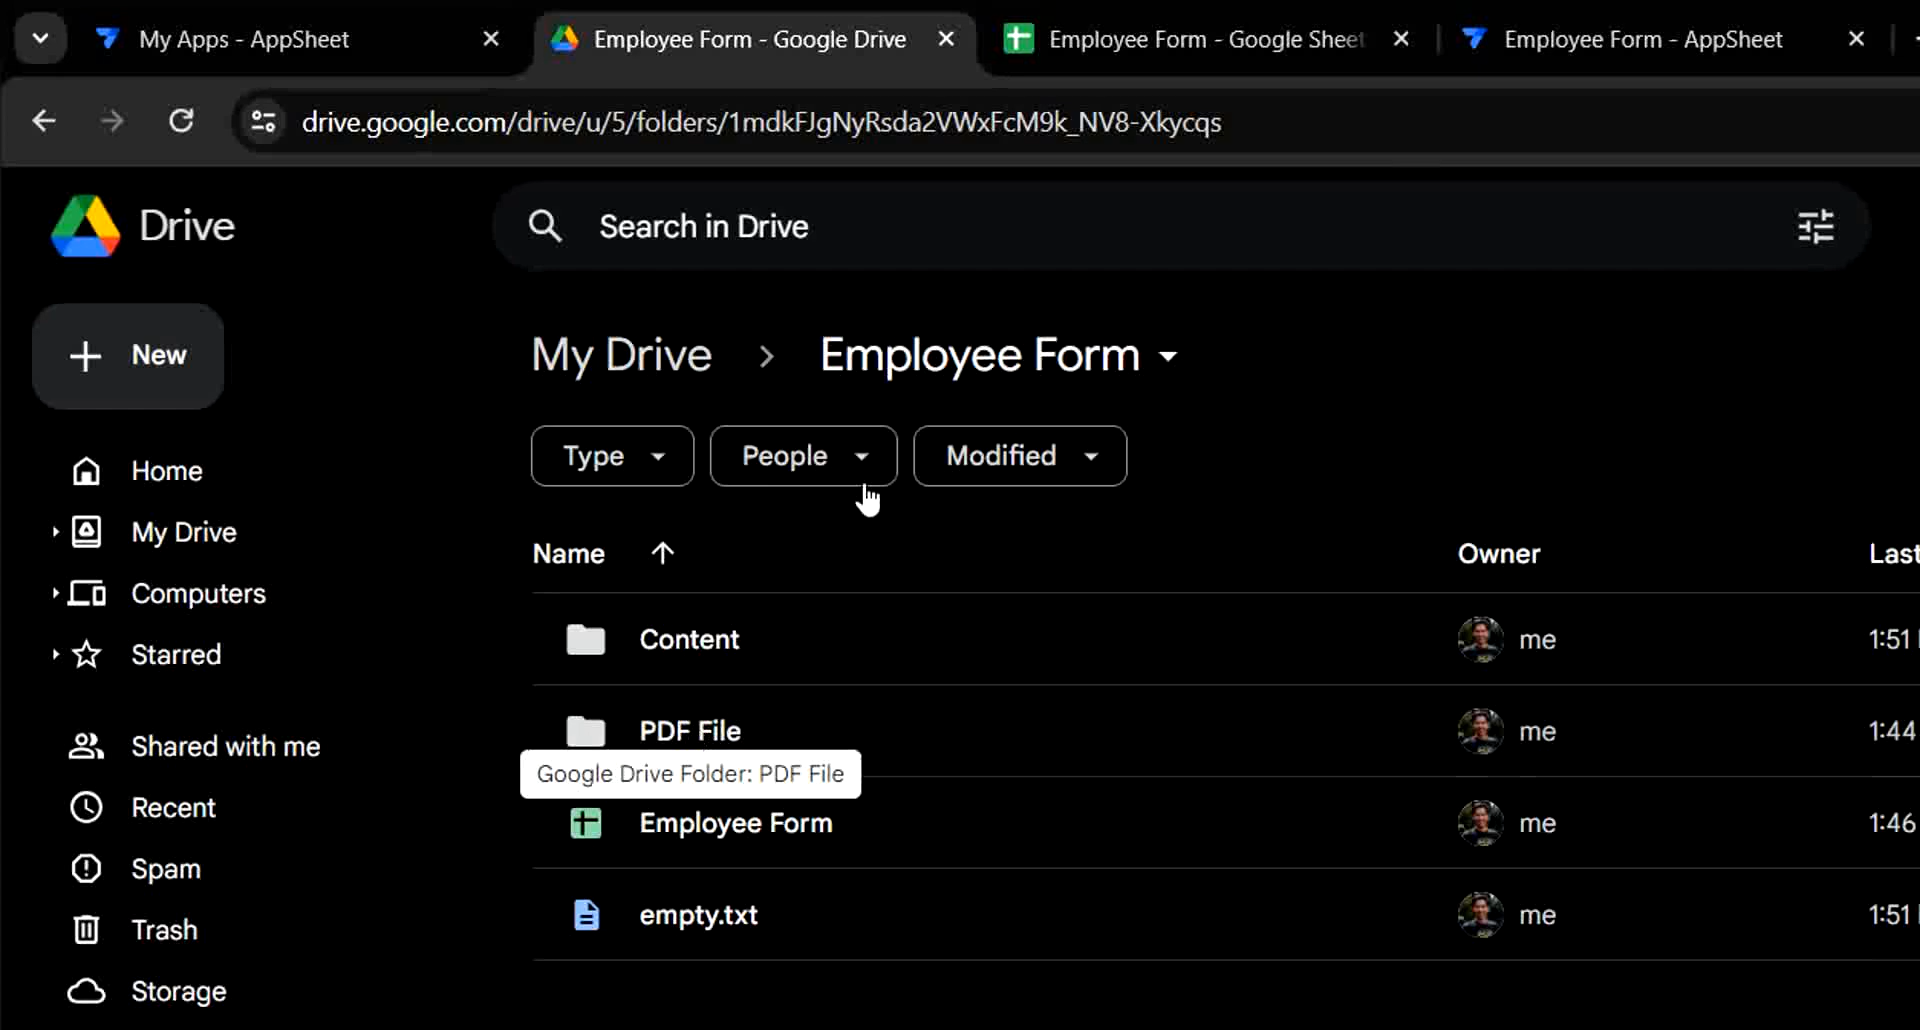 My Apps - AppSheet
Employee Form - Google Drive
Employee Form - Google Sheet
Employee Form - AppSheet
drive.google.com/drive/u/5/folders/1mdkFJgNyRsda2VWxFcM9k_NV8-Xkycqs
Drive
Search in Drive
New
My Drive > Employee Form
Type
People
Modified
Home
My Drive
Computers
Starred
Shared with me
Recent
Spam
Trash
Storage
Name
Owner
Last
Content
me
1:51
PDF File
me
1:44
Google Drive Folder: PDF File
Employee Form
me
1:46
empty.txt
me
1:51